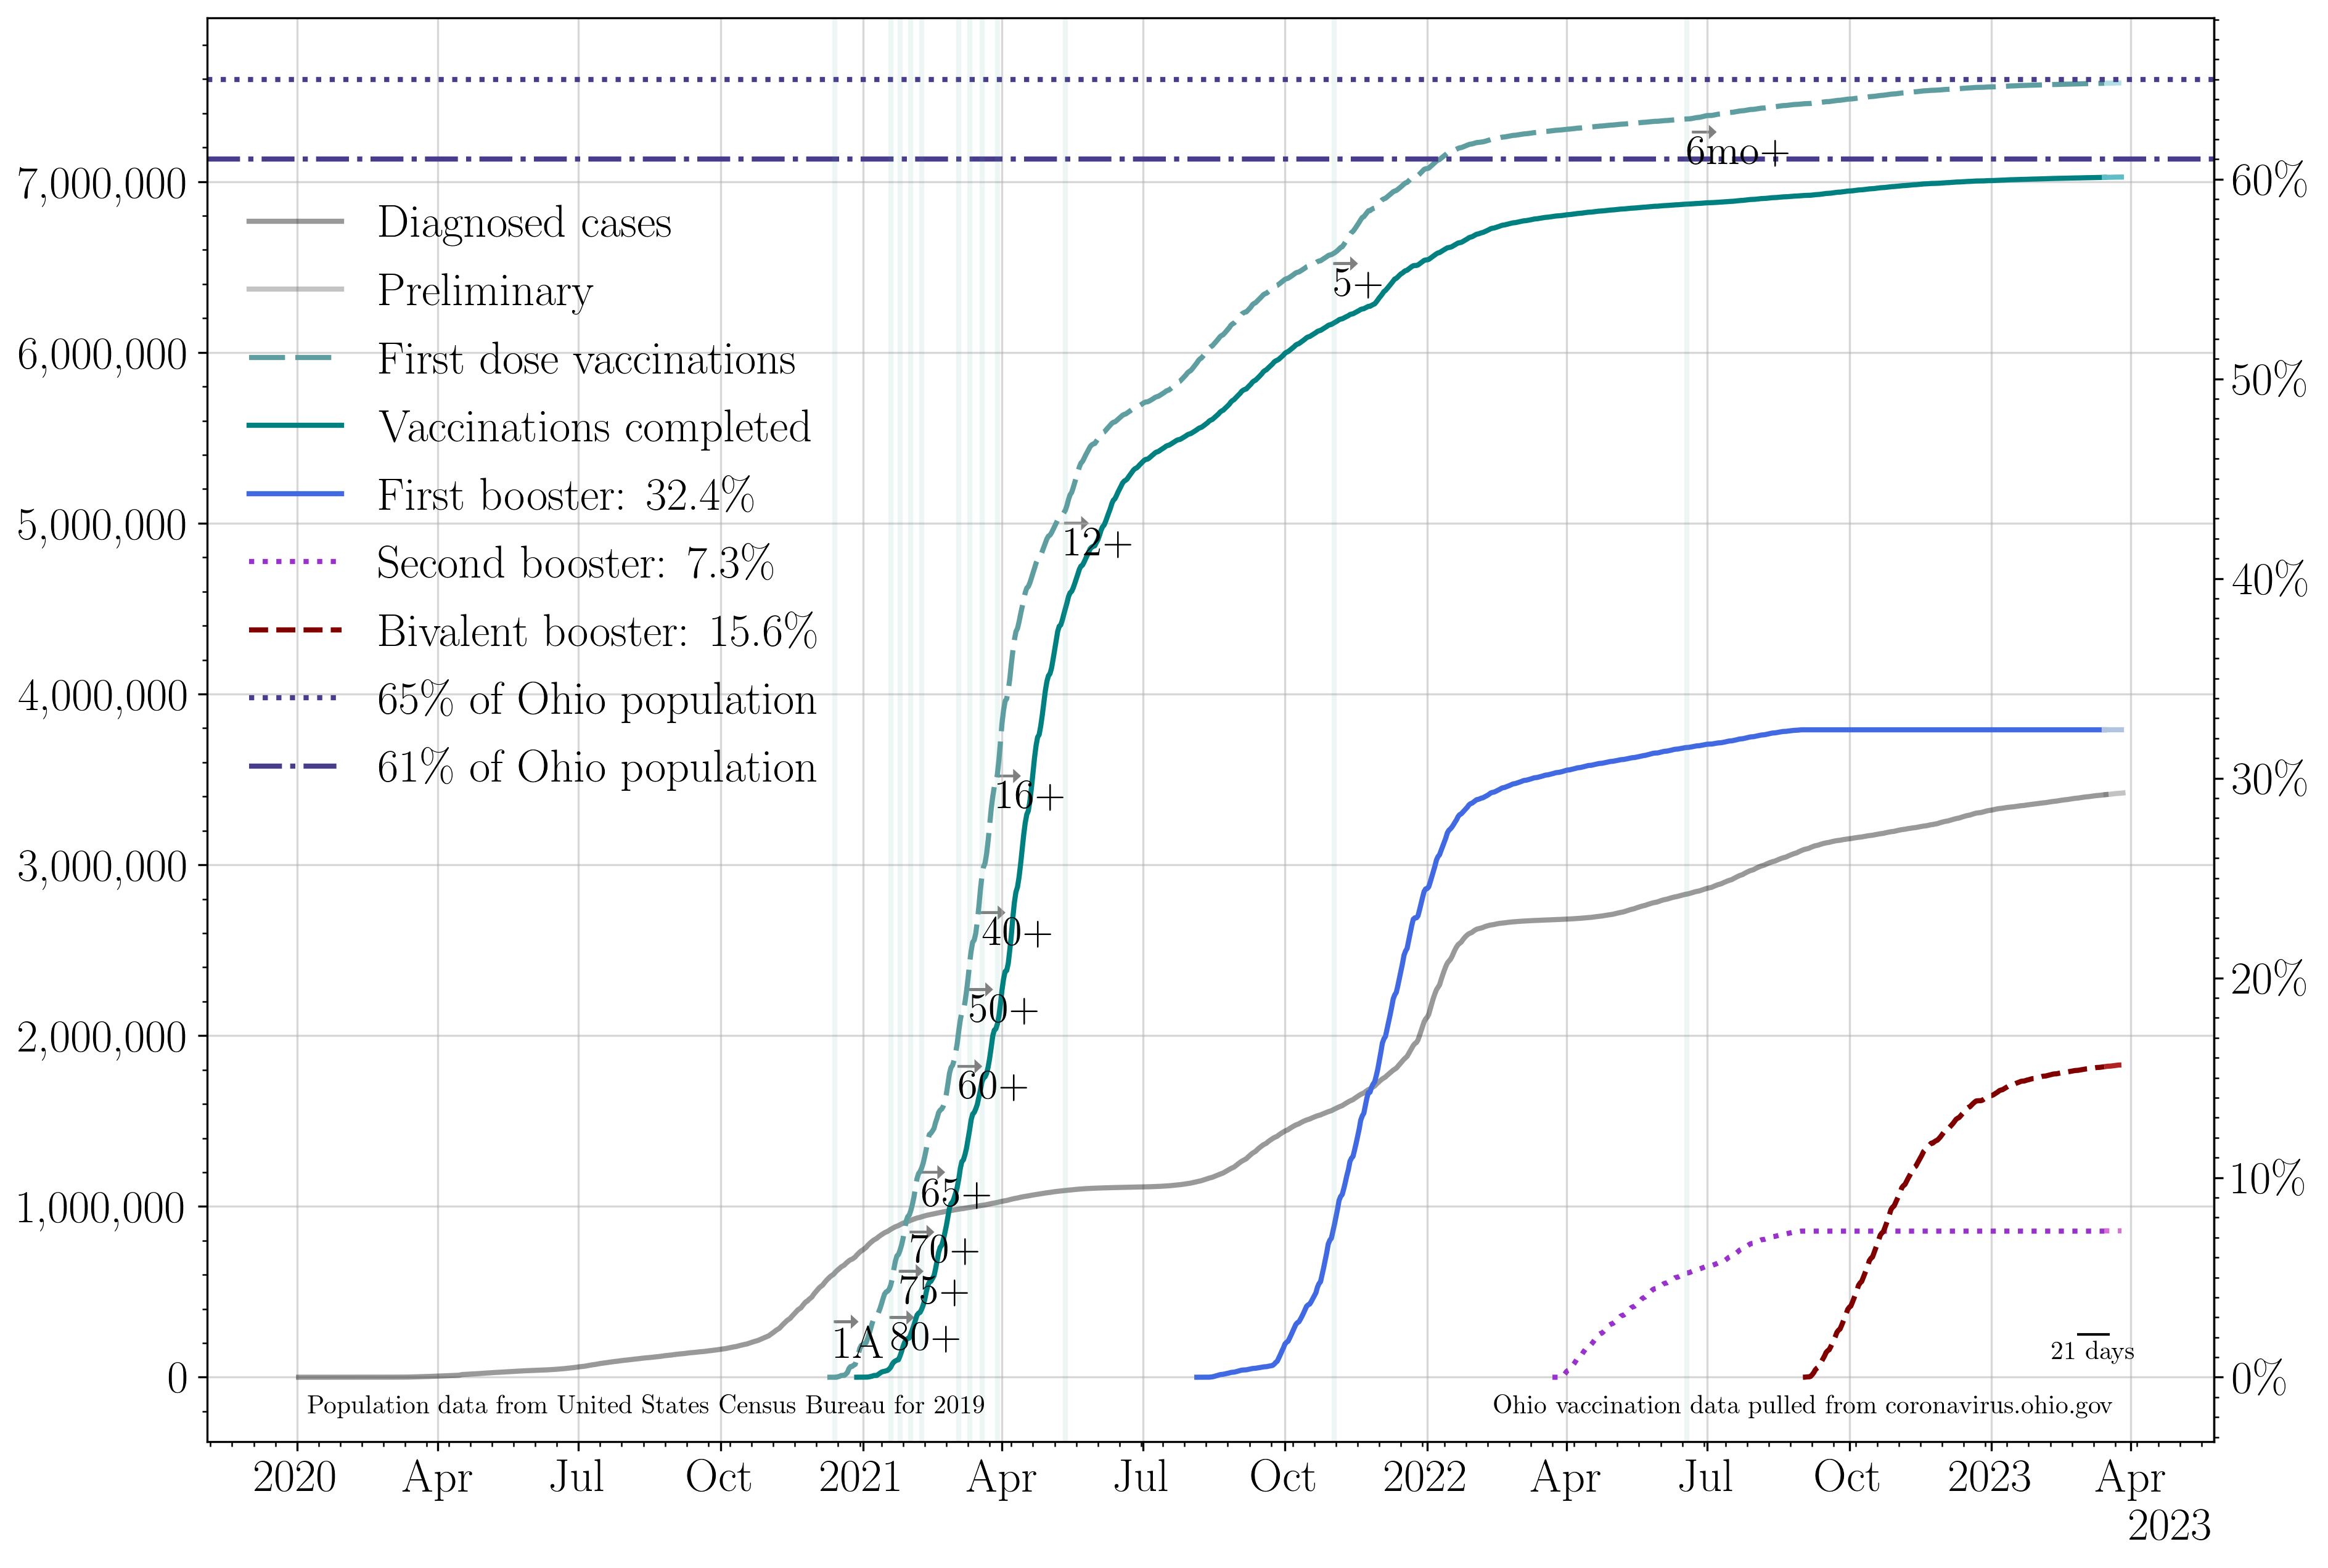 7,000,000
6,000,000
5,000,000
4,000,000
3,000,000
2,000,000
1,000,000
0
Diagnosed cases
Preliminary
First dose vaccinations
Vaccinations completed
First booster: 32.4%
Second booster: 7.3%
Bivalent booster: 15.6%
65% of Ohio population
61% of Ohio population
6mo+
5+
12+
16+
40+
50+
60+
65+
70+
75+
80+
1A
21 days
60%
50%
40%
30%
20%
10%
0%
Population data from United States Census Bureau for 2019
Ohio vaccination data pulled from coronavirus.ohio.gov
2020 Apr Jul Oct 2021 Apr Jul Oct 2022 Apr Jul Oct 2023 Apr
2023